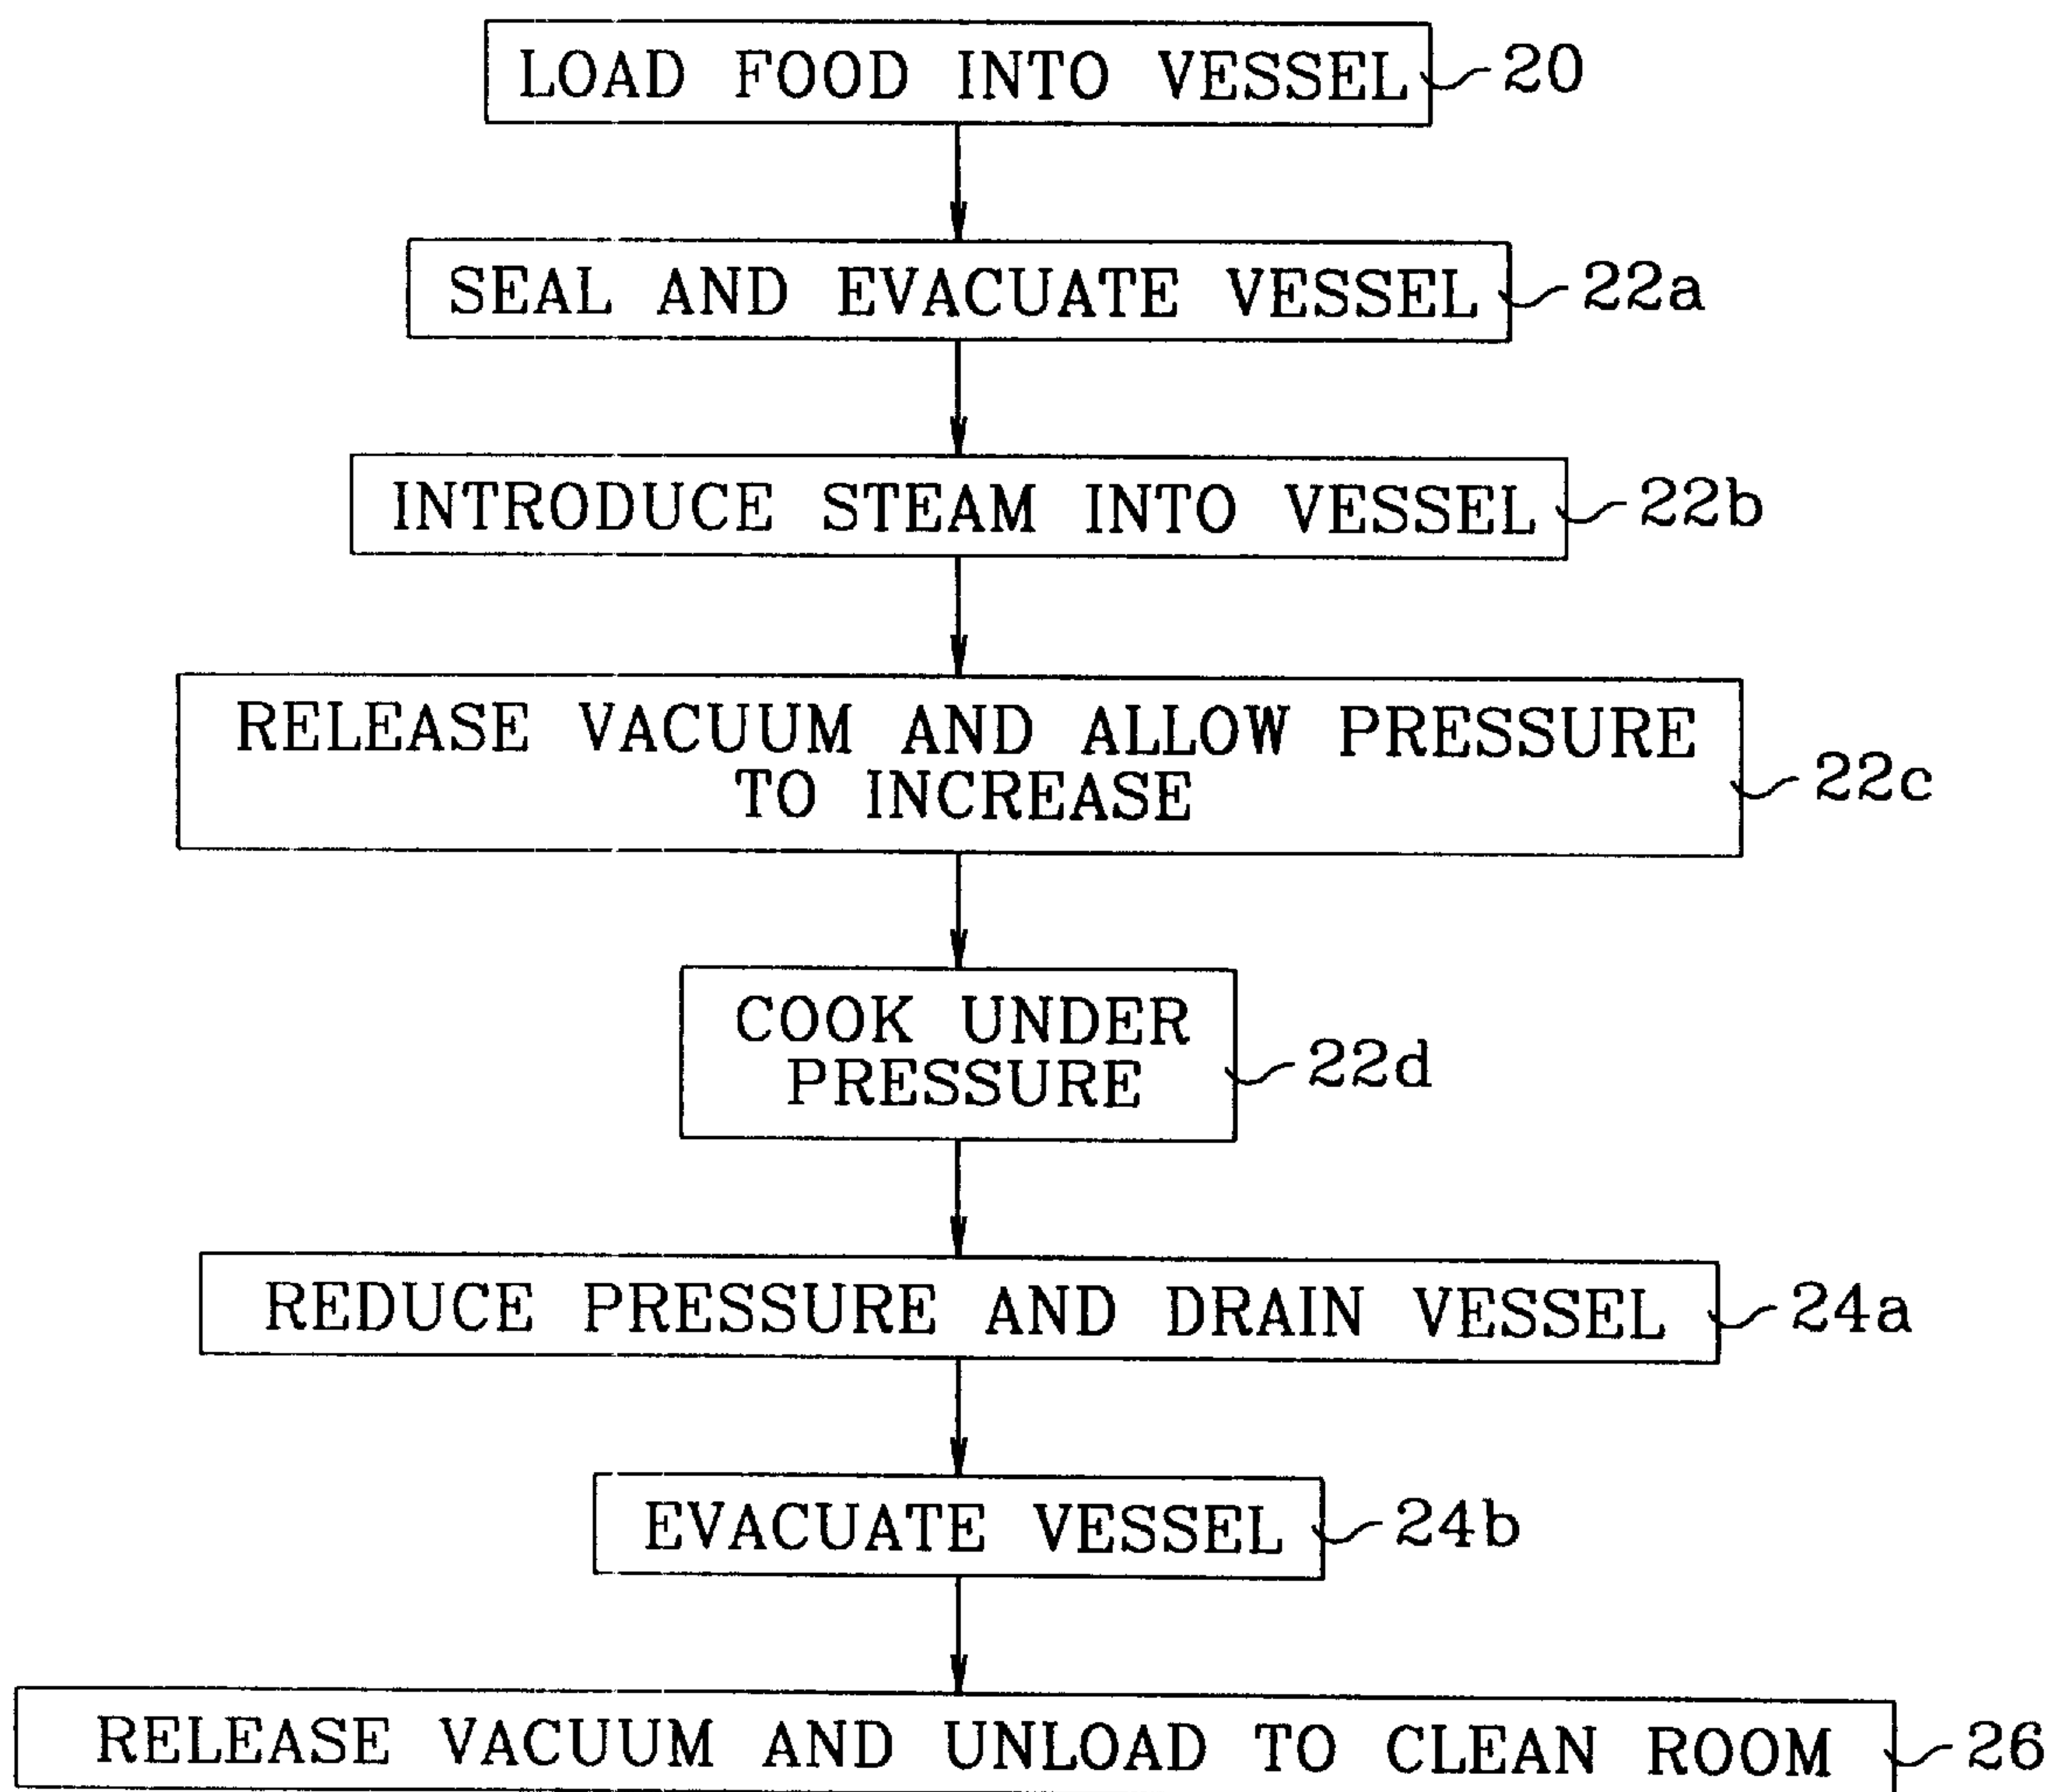 LOAD FOOD INTO VESSEL 20
SEAL AND EVACUATE VESSEL 22a
INTRODUCE STEAM INTO VESSEL 22b
RELEASE VACUUM AND ALLOW PRESSURE
TO INCREASE 22c
COOK UNDER
PRESSURE 22d
REDUCE PRESSURE AND DRAIN VESSEL 24a
EVACUATE VESSEL 24b
RELEASE VACUUM AND UNLOAD TO CLEAN ROOM 26